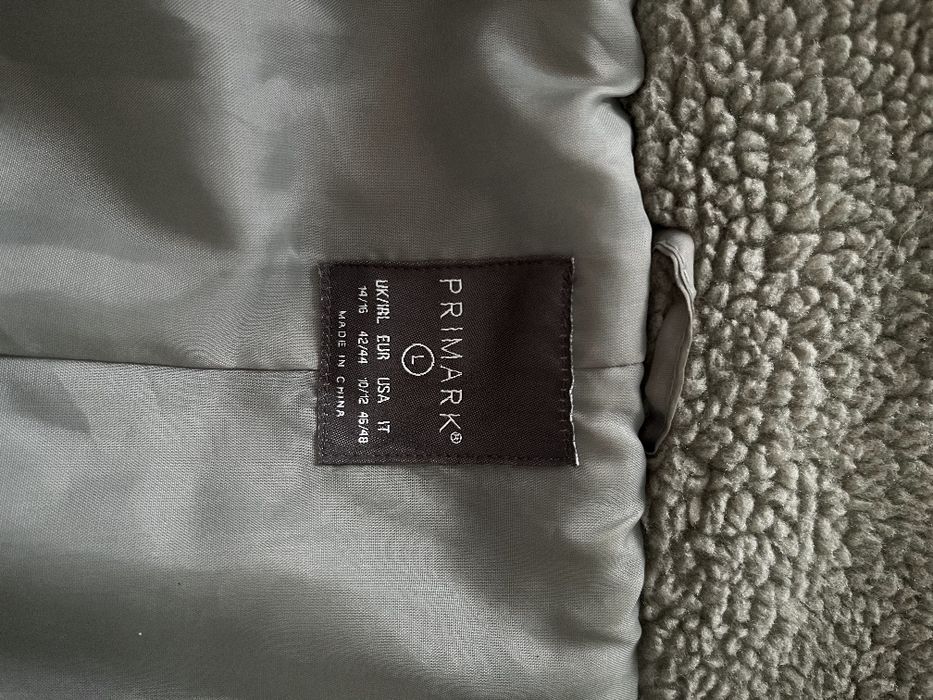 PRIMARK®
L
UK/IRL EUR USA IT
14/16 42/44 10/12 46/48
MADE IN CHINA